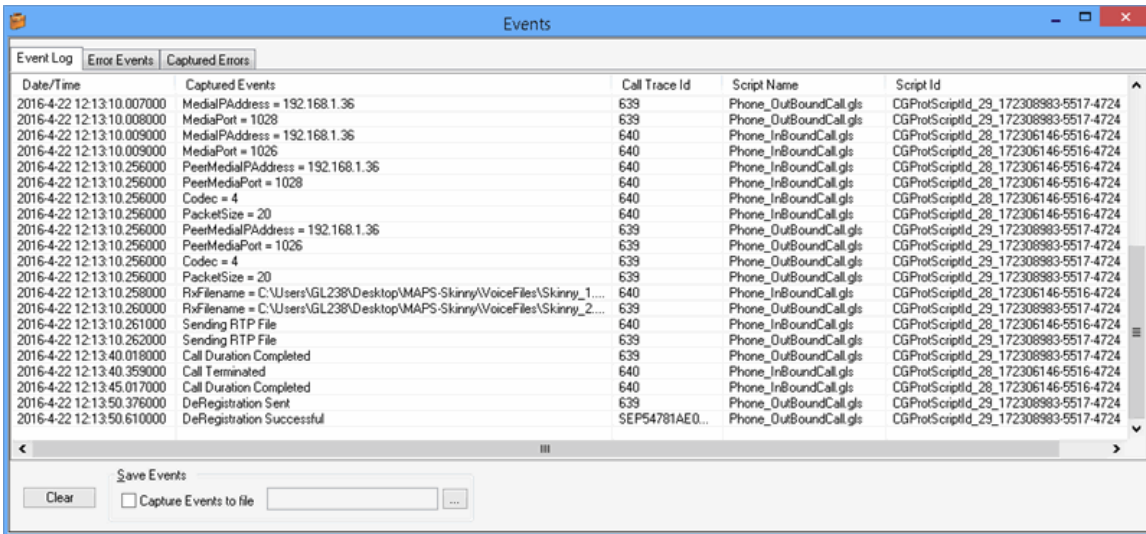 Events
Event Log Error Events Captured Errors
Date/Time Captured Events Call Trace Id Script Name Script Id
2016-4-22 12:13:10.007000 MediaIPAddress = 192.168.1.36 639 Phone_OutBoundCall.gls CGProtScriptId_29_172308983-5517-4724
2016-4-22 12:13:10.008000 MediaPort = 1028 639 Phone_OutBoundCall.gls CGProtScriptId_29_172308983-5517-4724
2016-4-22 12:13:10.009000 MediaIPAddress = 192.168.1.36 640 Phone_InBoundCall.gls CGProtScriptId_28_172306146-5516-4724
2016-4-22 12:13:10.009000 MediaPort = 1026 640 Phone_InBoundCall.gls CGProtScriptId_28_172306146-5516-4724
2016-4-22 12:13:10.256000 PeerMediaIPAddress = 192.168.1.36 640 Phone_InBoundCall.gls CGProtScriptId_28_172306146-5516-4724
2016-4-22 12:13:10.256000 PeerMediaPort = 1028 640 Phone_InBoundCall.gls CGProtScriptId_28_172306146-5516-4724
2016-4-22 12:13:10.256000 Codec = 4 640 Phone_InBoundCall.gls CGProtScriptId_28_172306146-5516-4724
2016-4-22 12:13:10.256000 PacketSize = 20 640 Phone_InBoundCall.gls CGProtScriptId_28_172306146-5516-4724
2016-4-22 12:13:10.256000 PeerMediaIPAddress = 192.168.1.36 639 Phone_OutBoundCall.gls CGProtScriptId_29_172308983-5517-4724
2016-4-22 12:13:10.256000 PeerMediaPort = 1026 639 Phone_OutBoundCall.gls CGProtScriptId_29_172308983-5517-4724
2016-4-22 12:13:10.256000 Codec = 4 639 Phone_OutBoundCall.gls CGProtScriptId_29_172308983-5517-4724
2016-4-22 12:13:10.256000 PacketSize = 20 639 Phone_OutBoundCall.gls CGProtScriptId_29_172308983-5517-4724
2016-4-22 12:13:10.258000 RxFilename = C:\Users\GL238\Desktop\MAPS-Skinny\VoiceFiles\Skinny_1.... 640 Phone_InBoundCall.gls CGProtScriptId_28_172306146-5516-4724
2016-4-22 12:13:10.260000 RxFilename = C:\Users\GL238\Desktop\MAPS-Skinny\VoiceFiles\Skinny_2.... 639 Phone_OutBoundCall.gls CGProtScriptId_29_172308983-5517-4724
2016-4-22 12:13:10.261000 Sending RTP File 640 Phone_InBoundCall.gls CGProtScriptId_28_172306146-5516-4724
2016-4-22 12:13:10.262000 Sending RTP File 639 Phone_OutBoundCall.gls CGProtScriptId_29_172308983-5517-4724
2016-4-22 12:13:40.018000 Call Duration Completed 639 Phone_OutBoundCall.gls CGProtScriptId_29_172308983-5517-4724
2016-4-22 12:13:40.359000 Call Terminated 640 Phone_InBoundCall.gls CGProtScriptId_28_172306146-5516-4724
2016-4-22 12:13:45.017000 Call Duration Completed 640 Phone_InBoundCall.gls CGProtScriptId_28_172306146-5516-4724
2016-4-22 12:13:50.376000 DeRegistration Sent 639 Phone_OutBoundCall.gls CGProtScriptId_29_172308983-5517-4724
2016-4-22 12:13:50.610000 DeRegistration Successful SEP54781AE0... Phone_OutBoundCall.gls CGProtScriptId_29_172308983-5517-4724
Save Events
Clear Capture Events to file ...